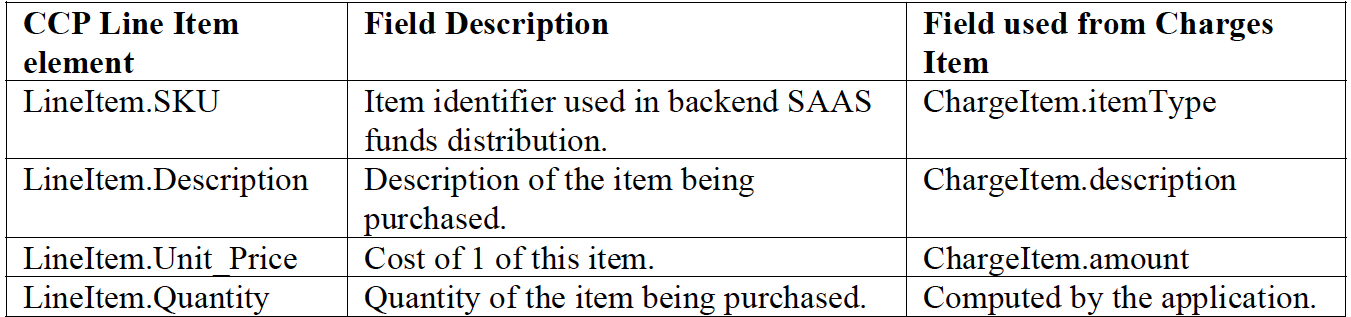 CCP Line Item element
Field Description
Field used from Charges Item
LineItem.SKU
Item identifier used in backend SAAS funds distribution.
ChargeItem.itemType
LineItem.Description
Description of the item being purchased.
ChargeItem.description
LineItem.Unit_Price
Cost of 1 of this item.
ChargeItem.amount
LineItem.Quantity
Quantity of the item being purchased.
Computed by the application.